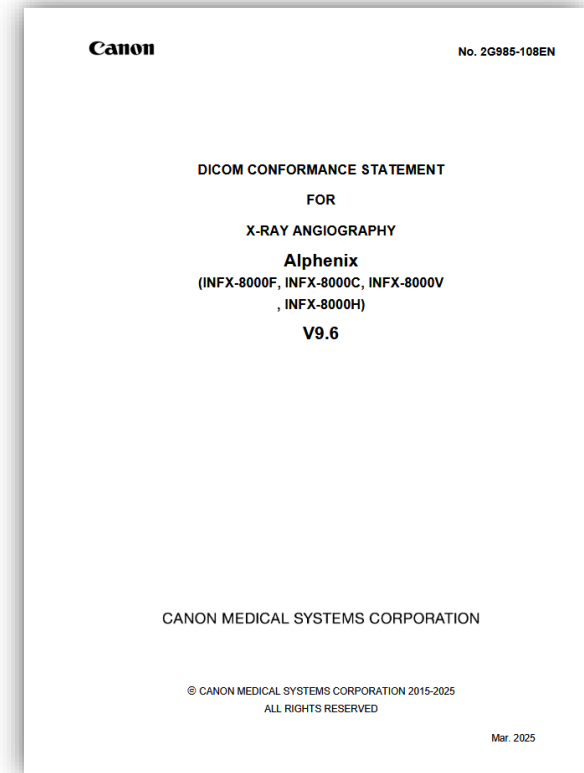 Canon
No. 2G985-108EN
DICOM CONFORMANCE STATEMENT
FOR
X-RAY ANGIOGRAPHY
Alphenix
(INFX-8000F, INFX-8000C, INFX-8000V
, INFX-8000H)
V9.6
CANON MEDICAL SYSTEMS CORPORATION
© CANON MEDICAL SYSTEMS CORPORATION 2015-2025
ALL RIGHTS RESERVED
Mar. 2025